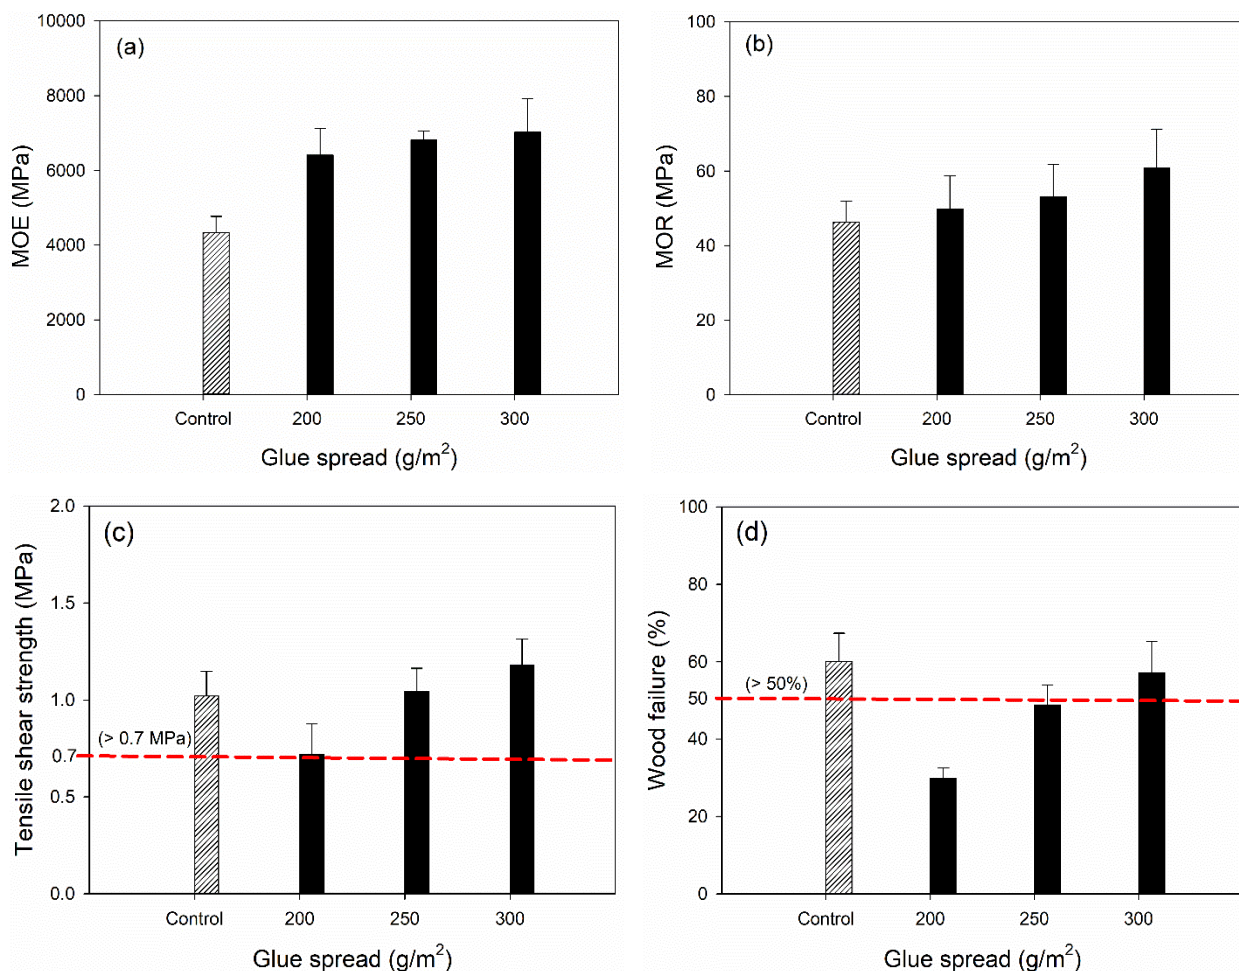 (a)
MOE (MPa)
10000
8000
6000
4000
2000
0
Control 200 250 300
Glue spread (g/m²)
(b)
MOR (MPa)
100
80
60
40
20
0
Control 200 250 300
Glue spread (g/m²)
(c)
Tensile shear strength (MPa)
2.0
1.5
1.0
(> 0.7 MPa)
0.7
0.5
0.0
Control 200 250 300
Glue spread (g/m²)
(d)
Wood failure (%)
100
80
60
(> 50%)
50
40
20
0
Control 200 250 300
Glue spread (g/m²)